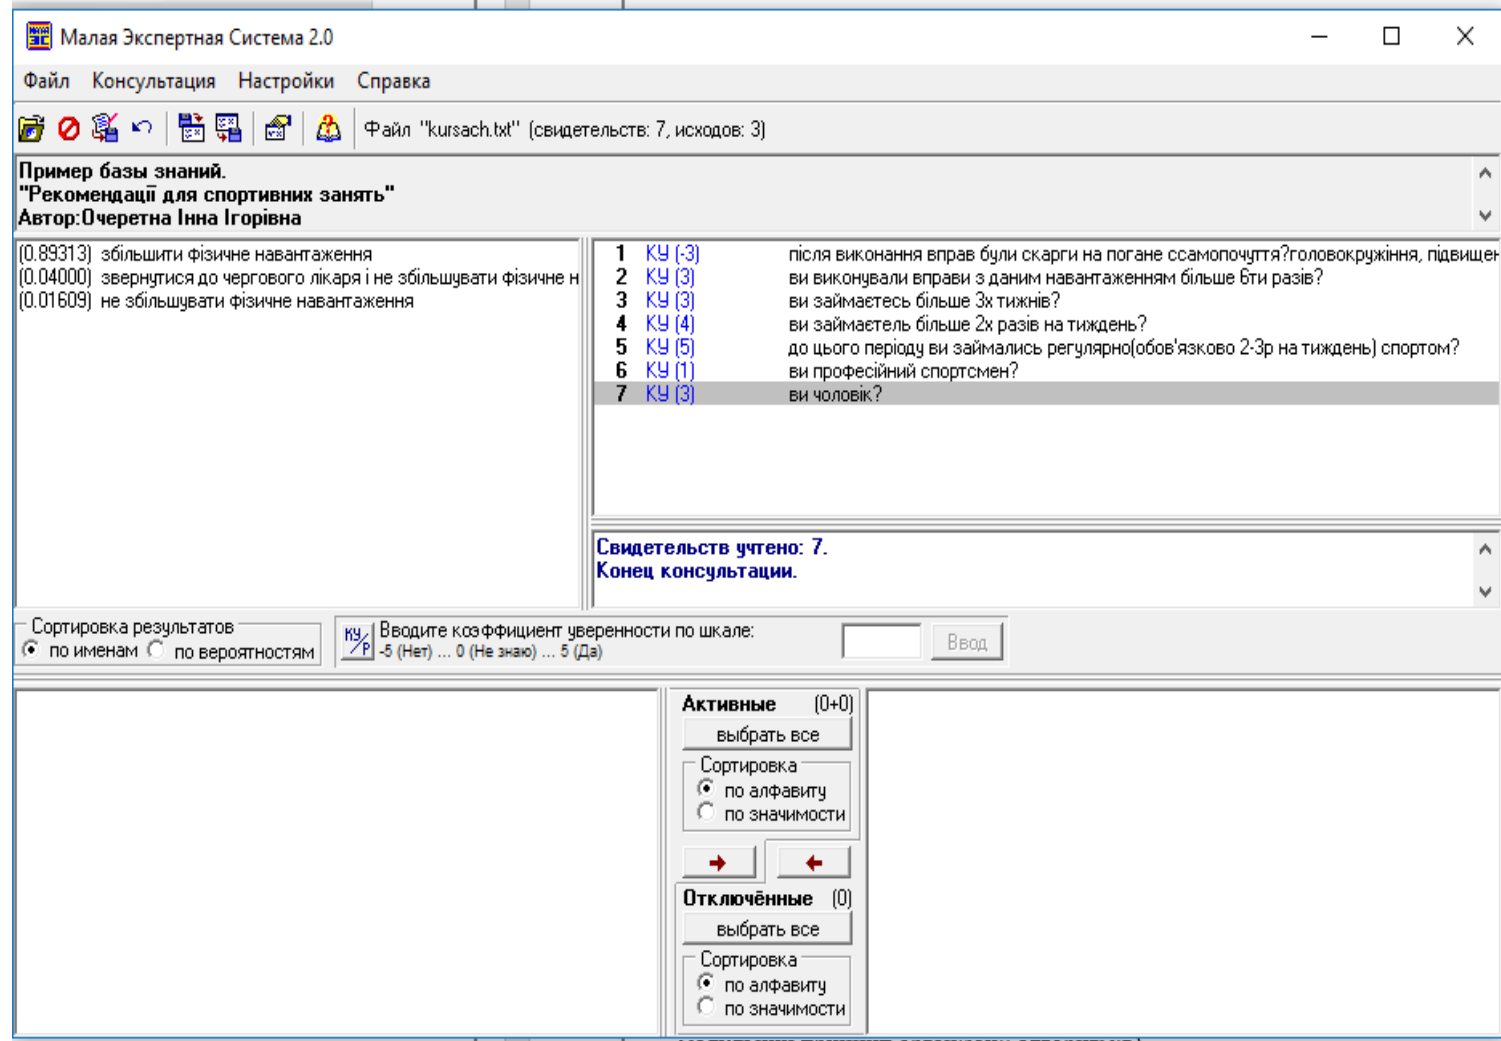 Малая Экспертная Система 2.0
Файл Консультация Настройки Справка
Файл "kursach.txt" (свидетельств: 7, исходов: 3)
Пример базы знаний.
"Рекомендації для спортивних занять"
Автор:Очеретна Інна Ігорівна
(0.89313) збільшити фізичне навантаження
(0.04000) звернутися до чергового лікаря і не збільшувати фізичне н
(0.01609) не збільшувати фізичне навантаження
1 КУ (-3) після виконання вправ були скарги на погане ссамопочуття?головокружіння, підвищен
2 КУ (3) ви виконували вправи з даним навантаженням більше 6ти разів?
3 КУ (3) ви займаєтесь більше 3х тижнів?
4 КУ (4) ви займаєтель більше 2х разів на тиждень?
5 КУ (5) до цього періоду ви займались регулярно(обов'язково 2-3р на тиждень) спортом?
6 КУ (1) ви професійний спортсмен?
7 КУ (3) ви чоловік?
Свидетельств учтено: 7.
Конец консультации.
Сортировка результатов
по именам по вероятностям
КУ/Р
Вводите коэффициент уверенности по шкале:
-5 (Нет) ... 0 (Не знаю) ... 5 (Да)
Ввод
Активные (0+0)
выбрать все
Сортировка
по алфавиту
по значимости
Отключённые (0)
выбрать все
Сортировка
по алфавиту
по значимости